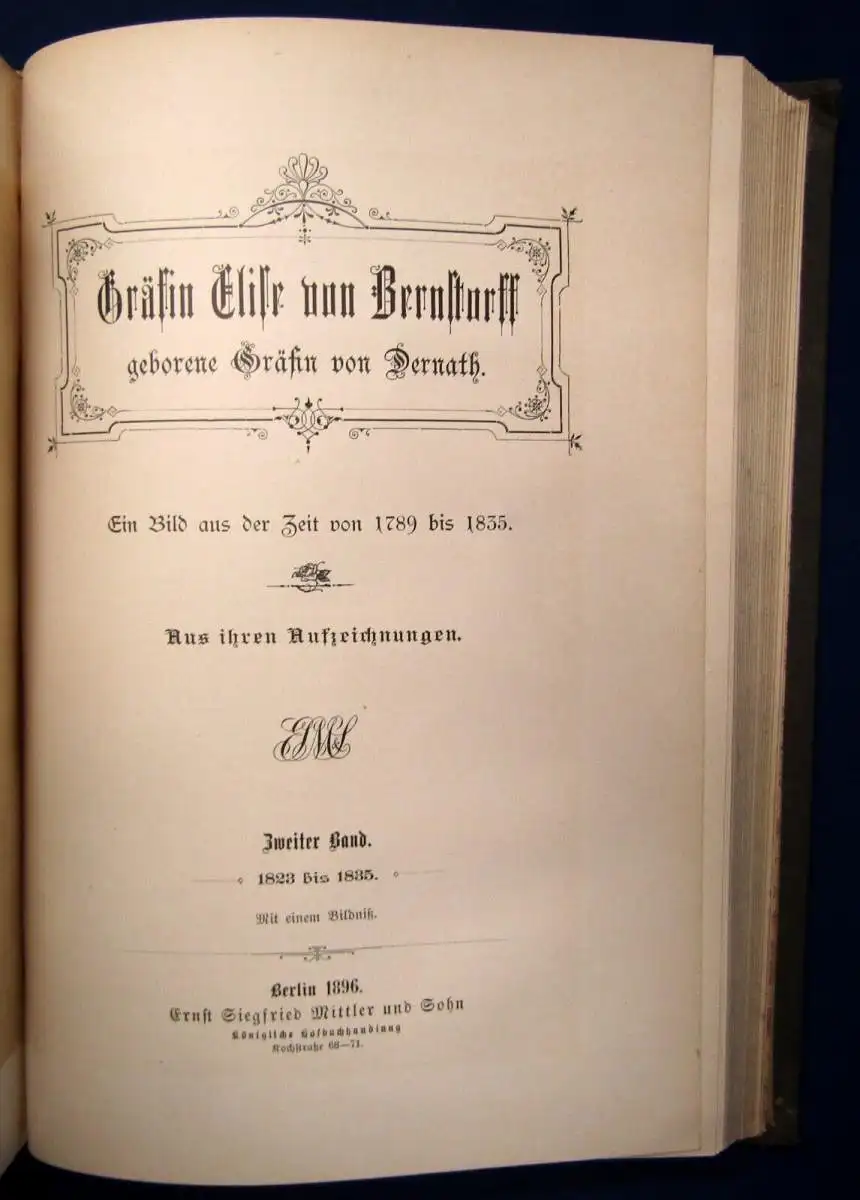 Gräfin Elise von Bernstorff
geborene Gräfin von Dernath.
Ein Bild aus der Zeit von 1789 bis 1835.
Aus ihren Aufzeichnungen.
ESM&S
Zweiter Band.
1823 bis 1835.
Mit einem Bildniß.
Berlin 1896.
Ernst Siegfried Mittler und Sohn
Königliche Hofbuchhandlung
Kochstraße 68—71.